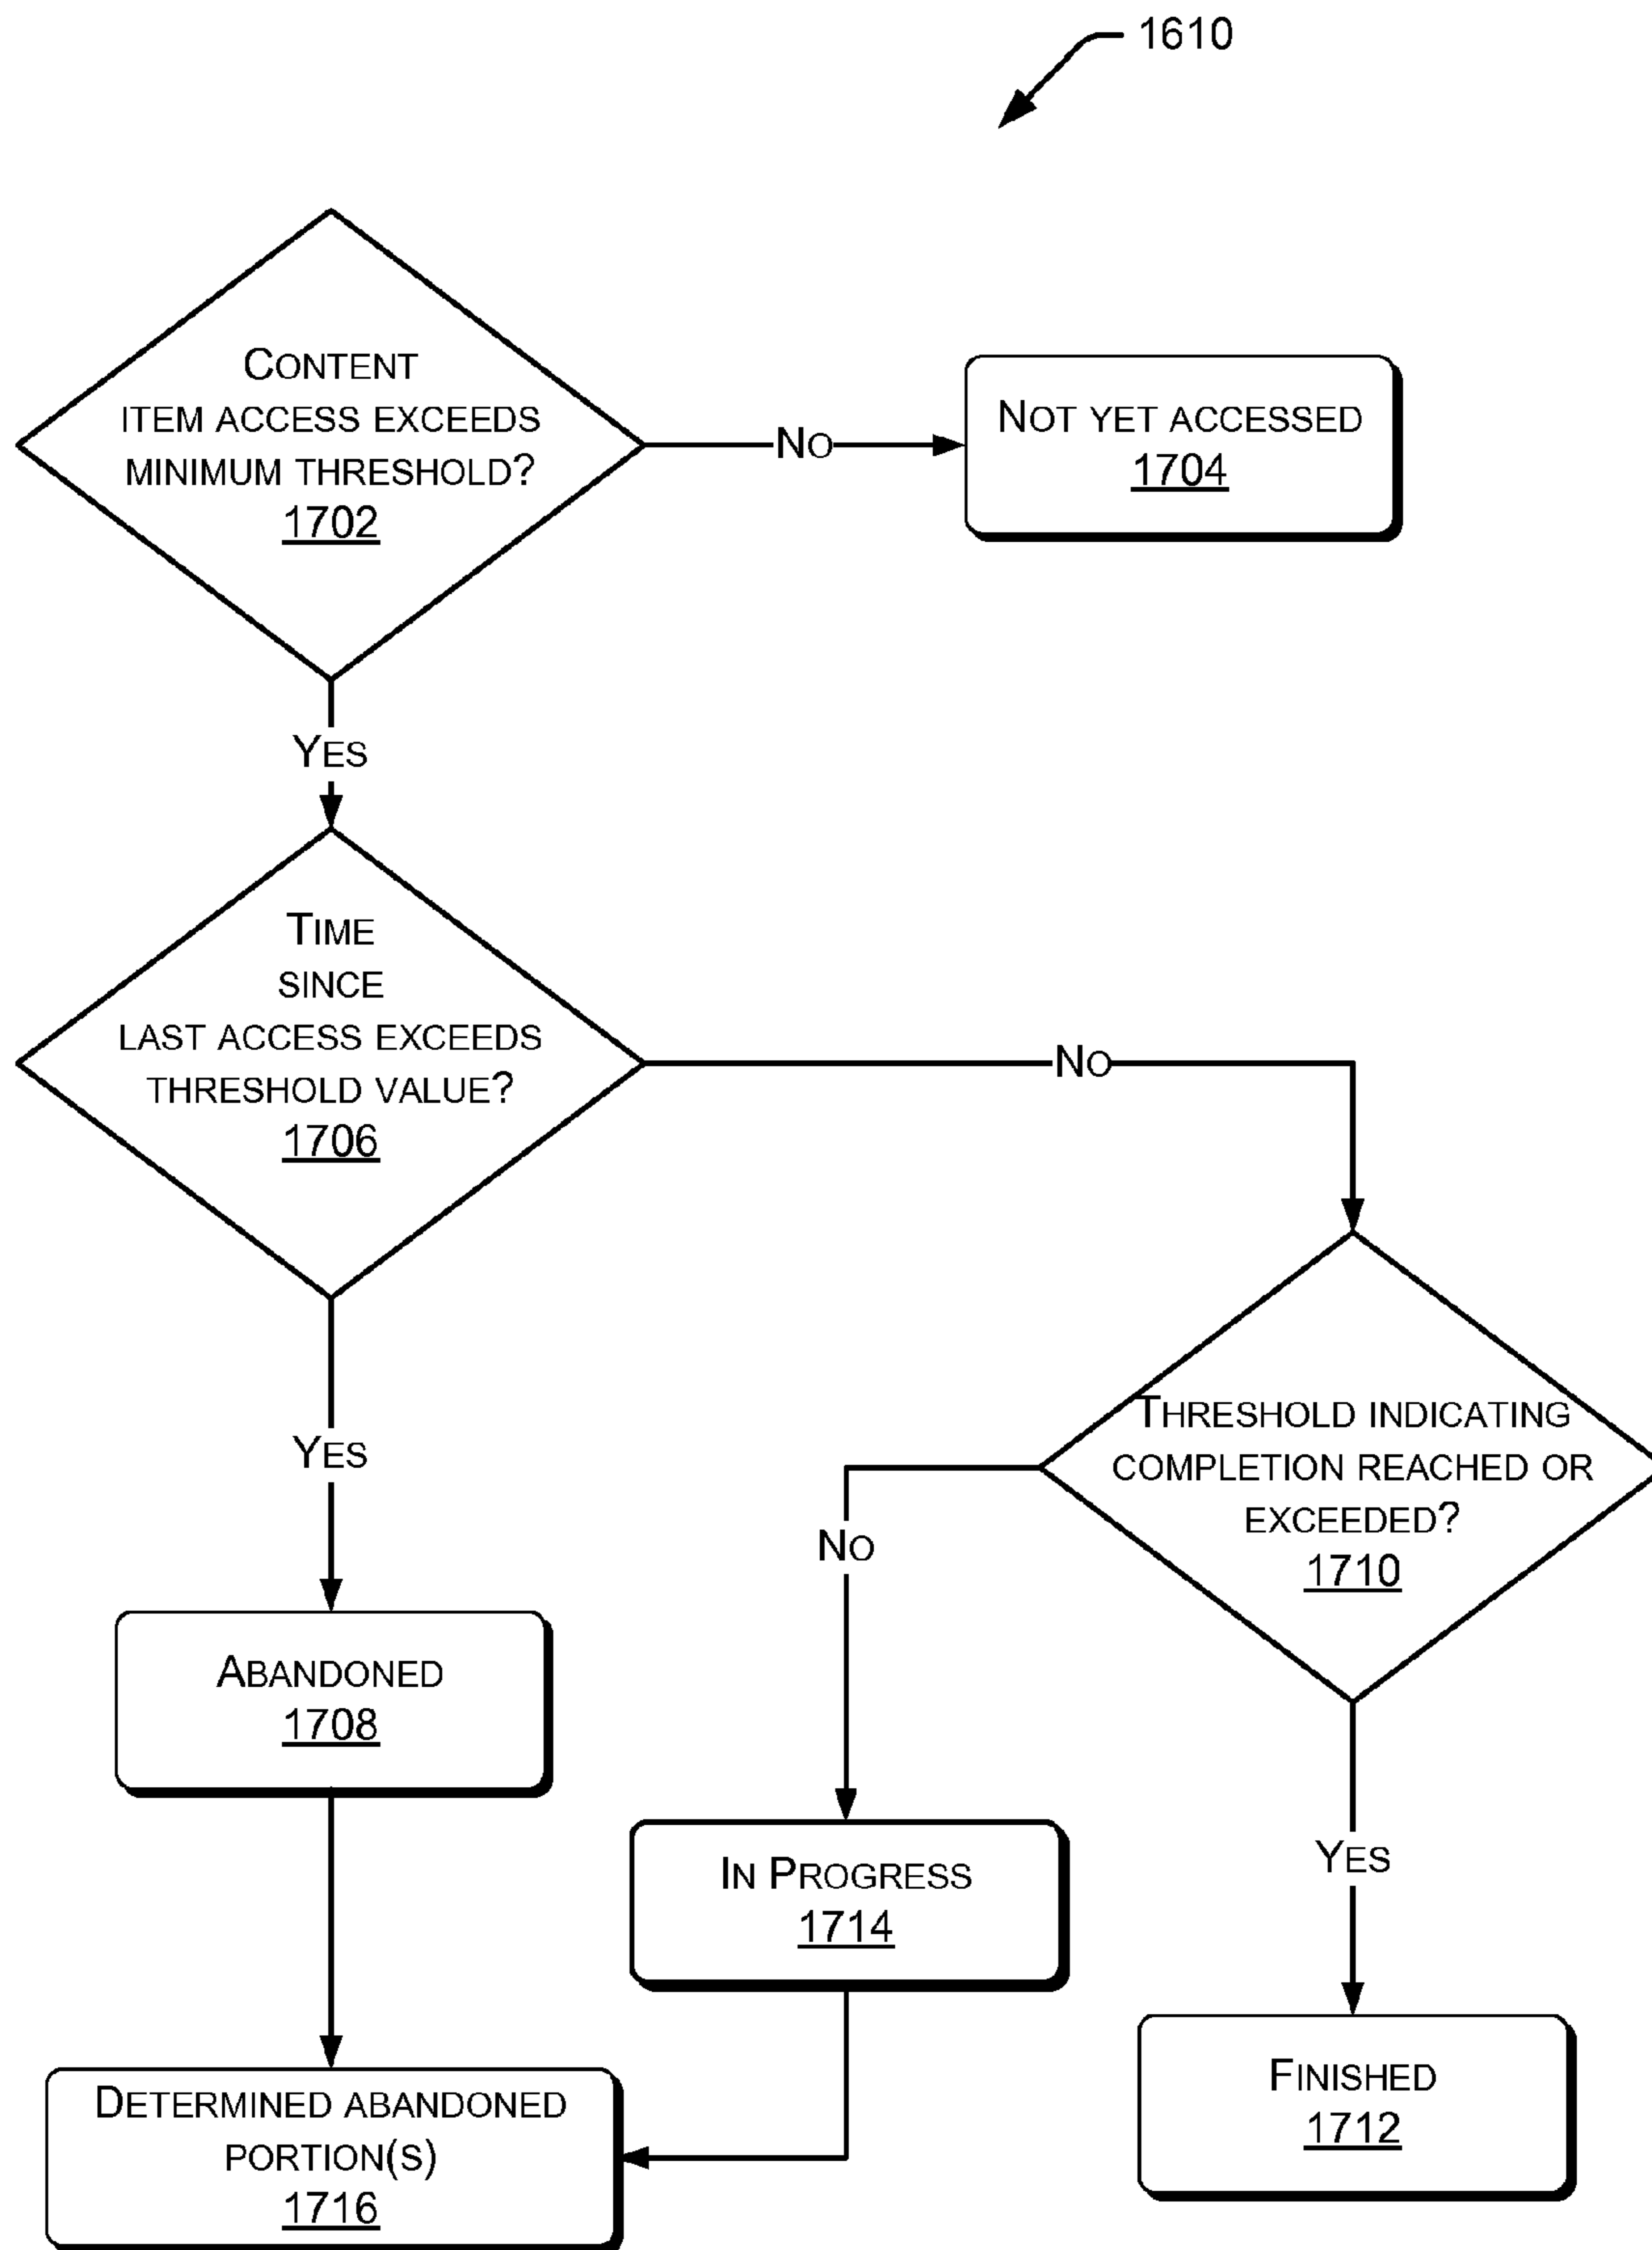 1610
CONTENT
ITEM ACCESS EXCEEDS
MINIMUM THRESHOLD?
1702
NO
NOT YET ACCESSED
1704
YES
TIME
SINCE
LAST ACCESS EXCEEDS
THRESHOLD VALUE?
1706
NO
THRESHOLD INDICATING
COMPLETION REACHED OR
EXCEEDED?
1710
YES
NO
ABANDONED
1708
IN PROGRESS
1714
YES
FINISHED
1712
DETERMINED ABANDONED
PORTION(S)
1716